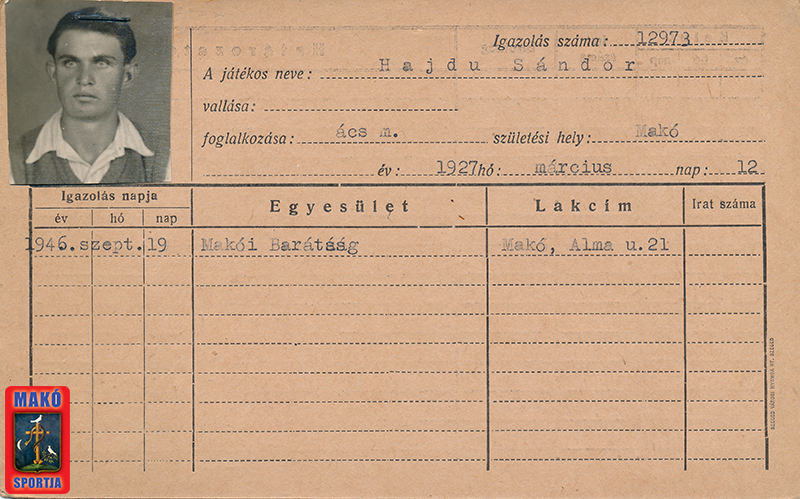 Igazolás száma: 12973
A játékos neve: Hajdu Sándor
vallása:
foglalkozása: ács m. születési hely: Makó
év: 1927 hó: március nap: 12
Igazolás napja Egyesület Lakcím Irat száma
év hó nap
1946. szept. 19 Makói Barátáág Makó, Alma u. 21
MAKÓ
SPORTJA